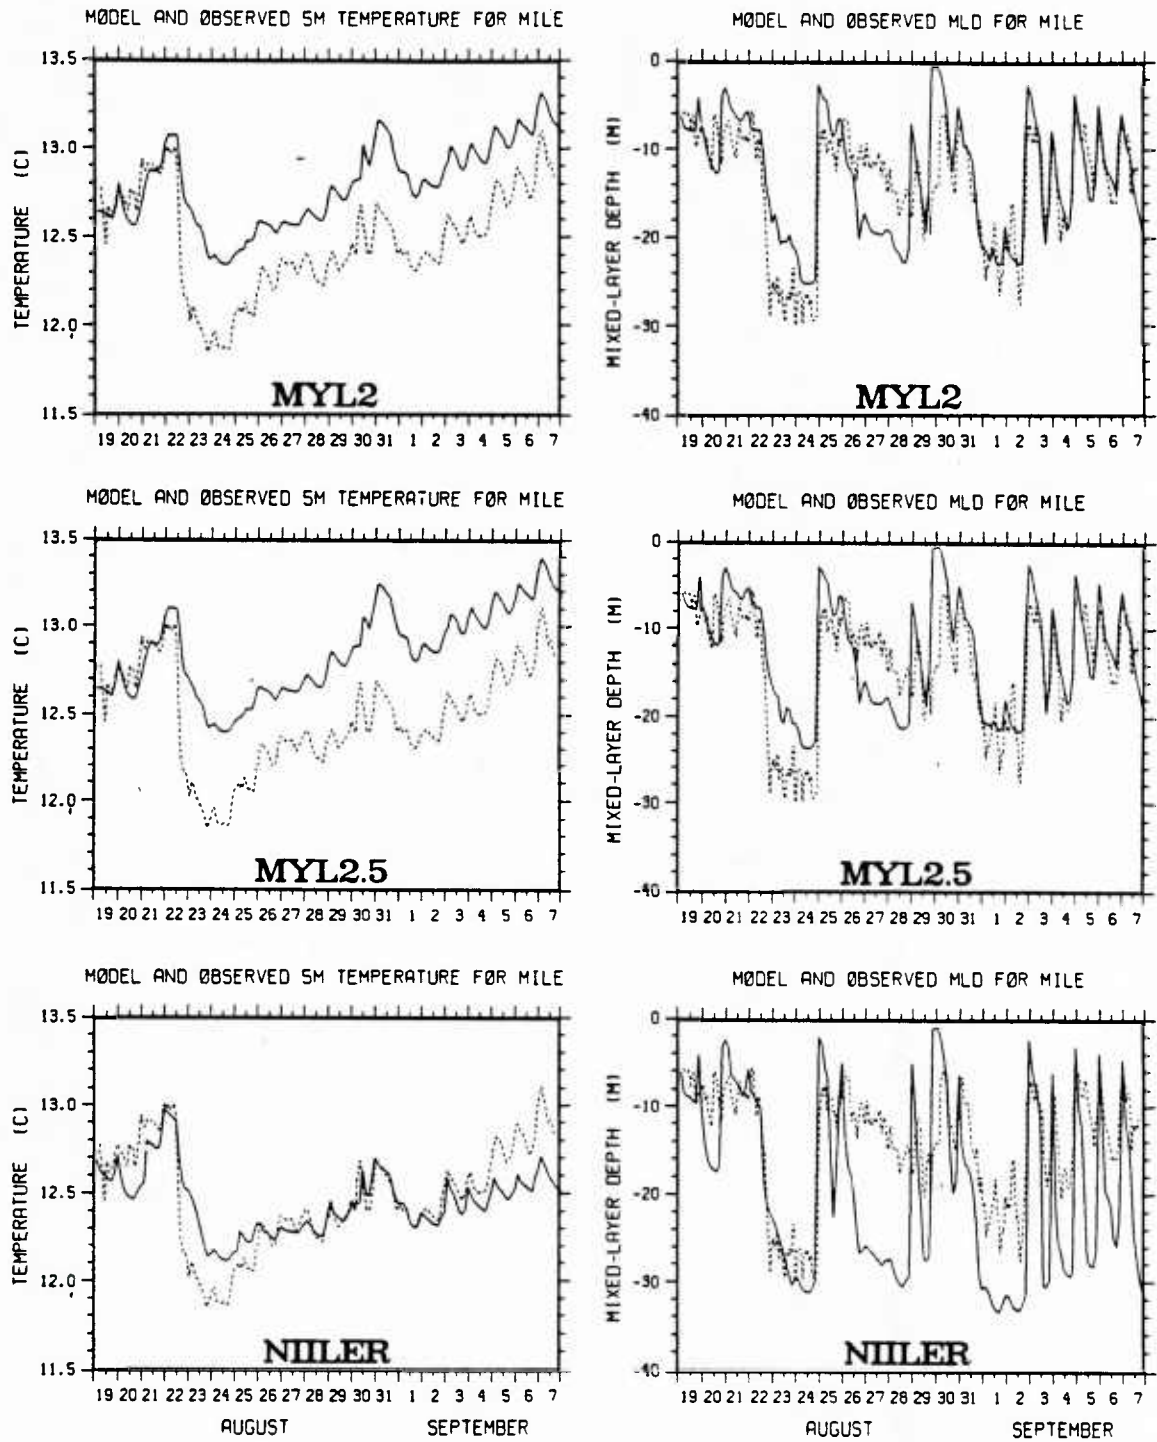 MØDEL AND ØBSERVED 5M TEMPERATURE FØR MILE
13.5
13.0
12.5
12.0
11.5
TEMPERATURE (C)
MYL2
19 20 21 22 23 24 25 26 27 28 29 30 31 1 2 3 4 5 6 7
MØDEL AND ØBSERVED MLD FØR MILE
0
-10
-20
-30
-40
MIXED-LAYER DEPTH (M)
MYL2
19 20 21 22 23 24 25 26 27 28 29 30 31 1 2 3 4 5 6 7
MØDEL AND ØBSERVED 5M TEMPERATURE FØR MILE
13.5
13.0
12.5
12.0
11.5
TEMPERATURE (C)
MYL2.5
19 20 21 22 23 24 25 26 27 28 29 30 31 1 2 3 4 5 6 7
MØDEL AND ØBSERVED MLD FØR MILE
0
-10
-20
-30
-40
MIXED-LAYER DEPTH (M)
MYL2.5
19 20 21 22 23 24 25 26 27 28 29 30 31 1 2 3 4 5 6 7
MØDEL AND ØBSERVED 5M TEMPERATURE FØR MILE
13.5
13.0
12.5
12.0
11.5
TEMPERATURE (C)
NIILER
19 20 21 22 23 24 25 26 27 28 29 30 31 1 2 3 4 5 6 7
AUGUST SEPTEMBER
MØDEL AND ØBSERVED MLD FØR MILE
0
-10
-20
-30
-40
MIXED-LAYER DEPTH (M)
NIILER
19 20 21 22 23 24 25 26 27 28 29 30 31 1 2 3 4 5 6 7
AUGUST SEPTEMBER